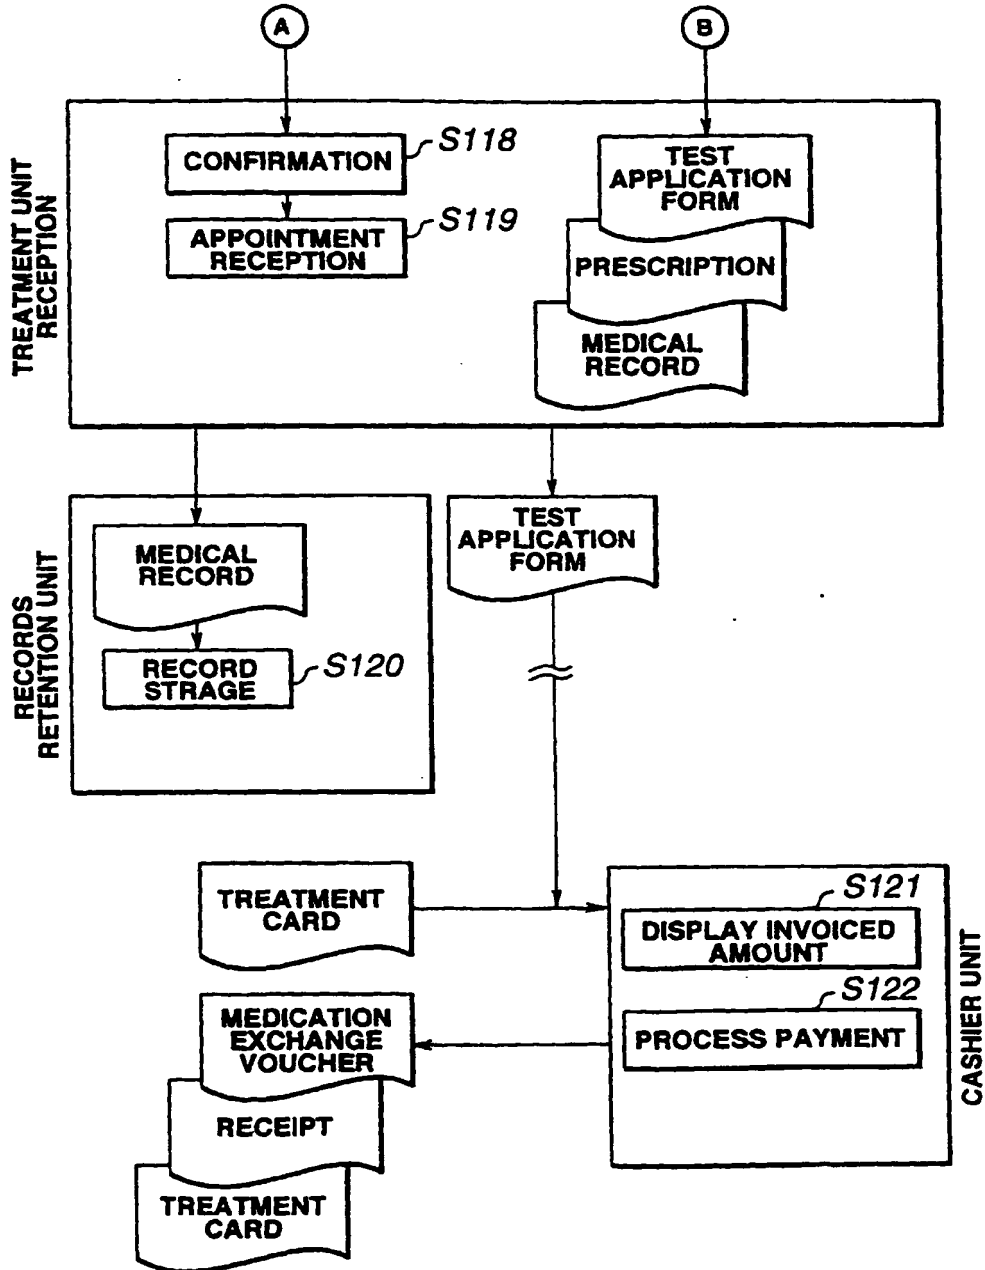 A
B
TREATMENT UNIT
RECEPTION
CONFIRMATION
S118
APPOINTMENT
RECEPTION
S119
TEST
APPLICATION
FORM
PRESCRIPTION
MEDICAL
RECORD
RECORDS
RETENTION UNIT
MEDICAL
RECORD
RECORD
STRAGE
S120
TEST
APPLICATION
FORM
TREATMENT
CARD
CASHIER UNIT
S121
DISPLAY INVOICED
AMOUNT
S122
PROCESS PAYMENT
MEDICATION
EXCHANGE
VOUCHER
RECEIPT
TREATMENT
CARD